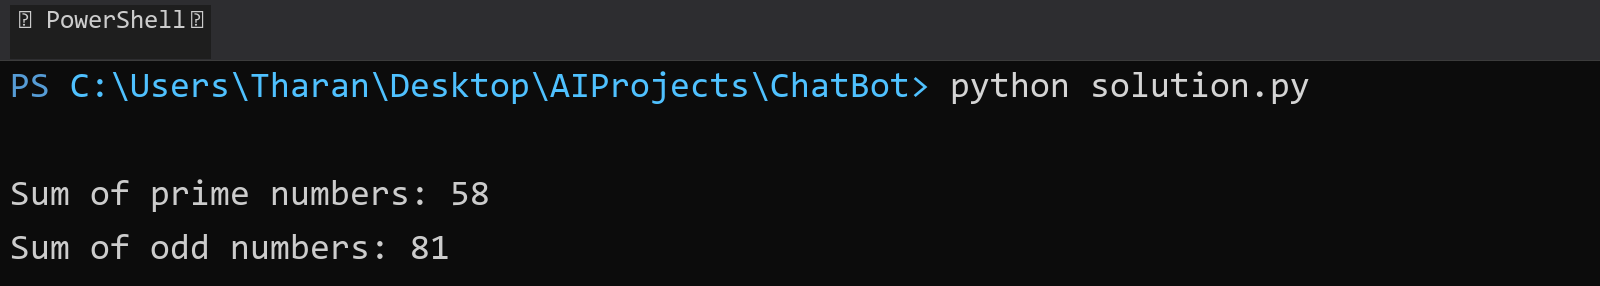 PowerShell
PS C:\Users\Tharan\Desktop\AIProjects\ChatBot> python solution.py
Sum of prime numbers: 58
Sum of odd numbers: 81